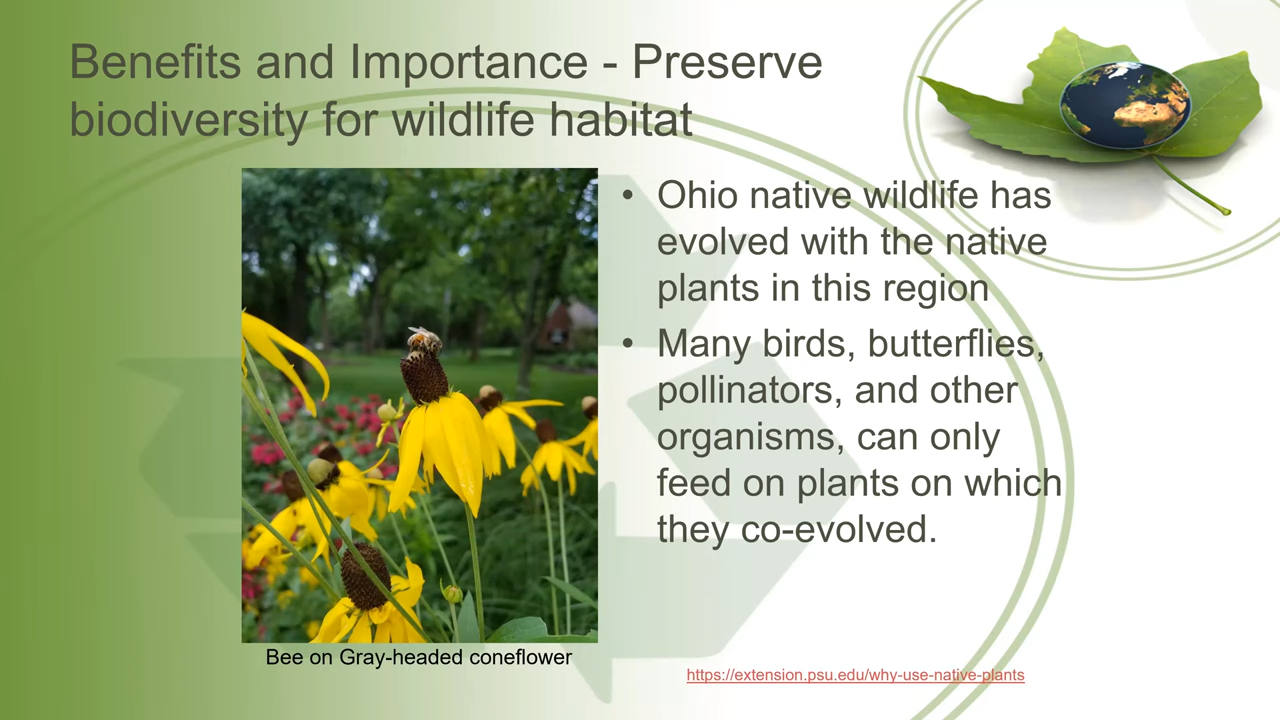 Benefits and Importance - Preserve
biodiversity for wildlife habitat
• Ohio native wildlife has
evolved with the native
plants in this region
• Many birds, butterflies,
pollinators, and other
organisms, can only
feed on plants on which
they co-evolved.
Bee on Gray-headed coneflower
https://extension.psu.edu/why-use-native-plants